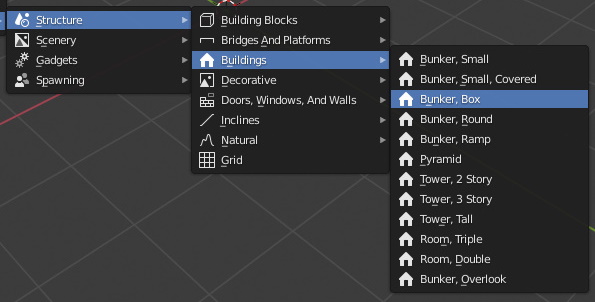 Structure
Scenery
Gadgets
Spawning
Building Blocks
Bridges And Platforms
Buildings
Decorative
Doors, Windows, And Walls
Inclines
Natural
Grid
Bunker, Small
Bunker, Small, Covered
Bunker, Box
Bunker, Round
Bunker, Ramp
Pyramid
Tower, 2 Story
Tower, 3 Story
Tower, Tall
Room, Triple
Room, Double
Bunker, Overlook